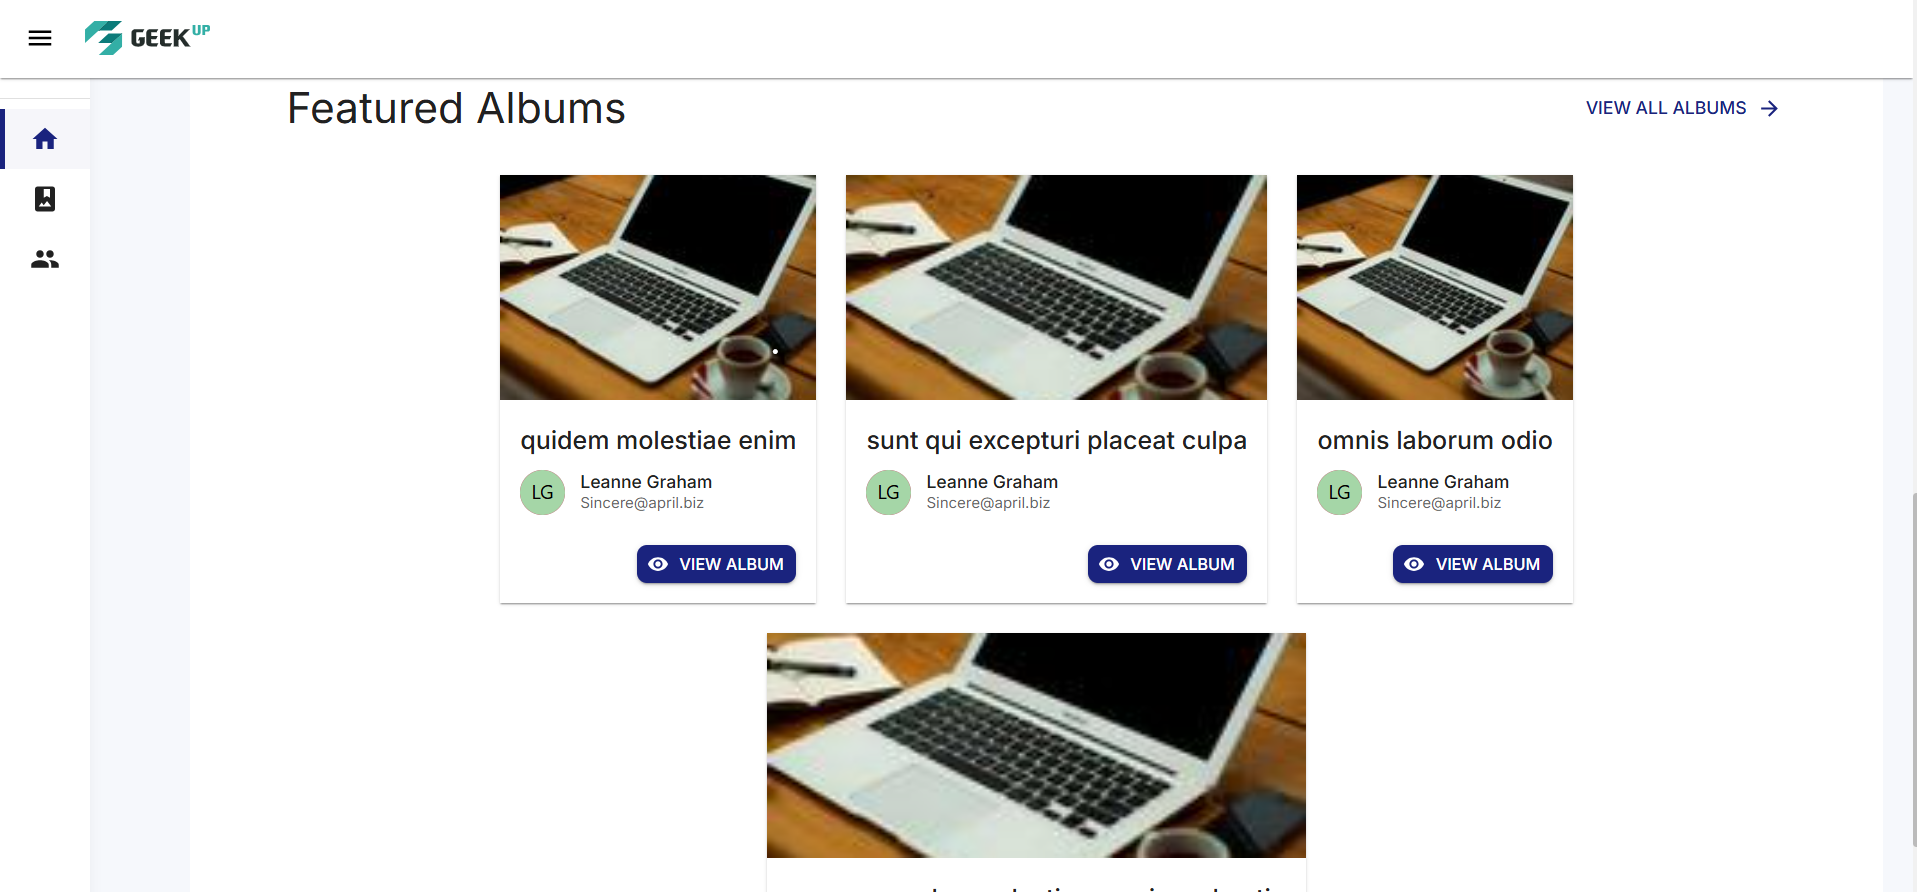 GEEK UP
Featured Albums
VIEW ALL ALBUMS
quidem molestiae enim
LG
Leanne Graham
Sincere@april.biz
VIEW ALBUM
sunt qui excepturi placeat culpa
LG
Leanne Graham
Sincere@april.biz
VIEW ALBUM
omnis laborum odio
LG
Leanne Graham
Sincere@april.biz
VIEW ALBUM